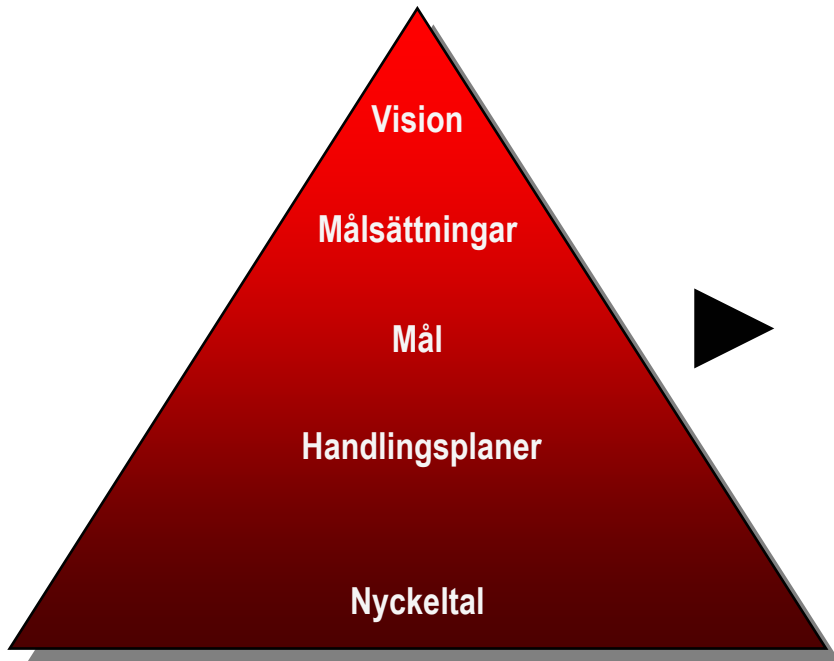 Vision
Målsättningar
Mål
Handlingsplaner
Nyckeltal